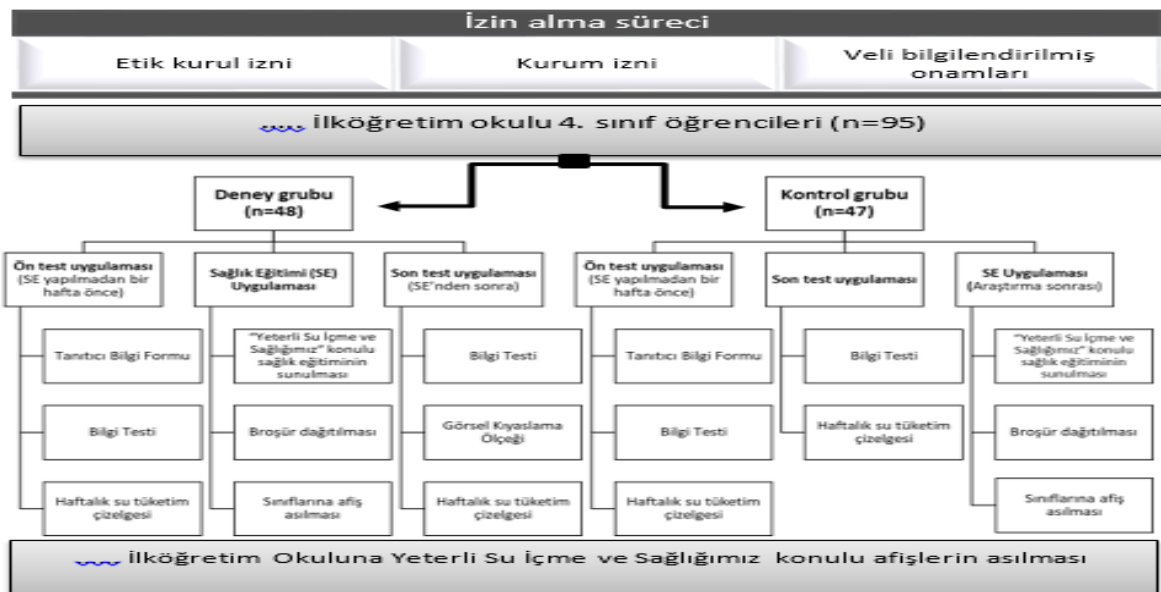 İzin alma süreci
Etik kurul izni
Kurum izni
Veli bilgilendirilmiş
onamları
..... İlköğretim okulu 4. sınıf öğrencileri (n=95)
Deney grubu
(n=48)
Kontrol grubu
(n=47)
Ön test uygulaması
(SE yapılmadan bir
hafta önce)
Sağlık Eğitimi (SE)
Uygulaması
Son test uygulaması
(SE'nden sonra)
Ön test uygulaması
(SE yapılmadan bir
hafta önce)
Son test uygulaması
SE Uygulaması
(Araştırma sonrası)
Tanıtıcı Bilgi Formu
"Yeterli Su İçme ve
Sağlığımız" konulu
sağlık eğitiminin
sunulması
Bilgi Testi
Tanıtıcı Bilgi Formu
Bilgi Testi
"Yeterli Su İçme ve
Sağlığımız" konulu
sağlık eğitiminin
sunulması
Bilgi Testi
Broşür dağıtılması
Görsel Kıyaslama
Ölçeği
Bilgi Testi
Haftalık su tüketim
çizelgesi
Broşür dağıtılması
Haftalık su tüketim
çizelgesi
Sınıflarına afiş
asılması
Haftalık su tüketim
çizelgesi
Haftalık su tüketim
çizelgesi
Sınıflarına afiş
asılması
..... İlköğretim Okuluna Yeterli Su İçme ve Sağlığımız konulu afişlerin asılması